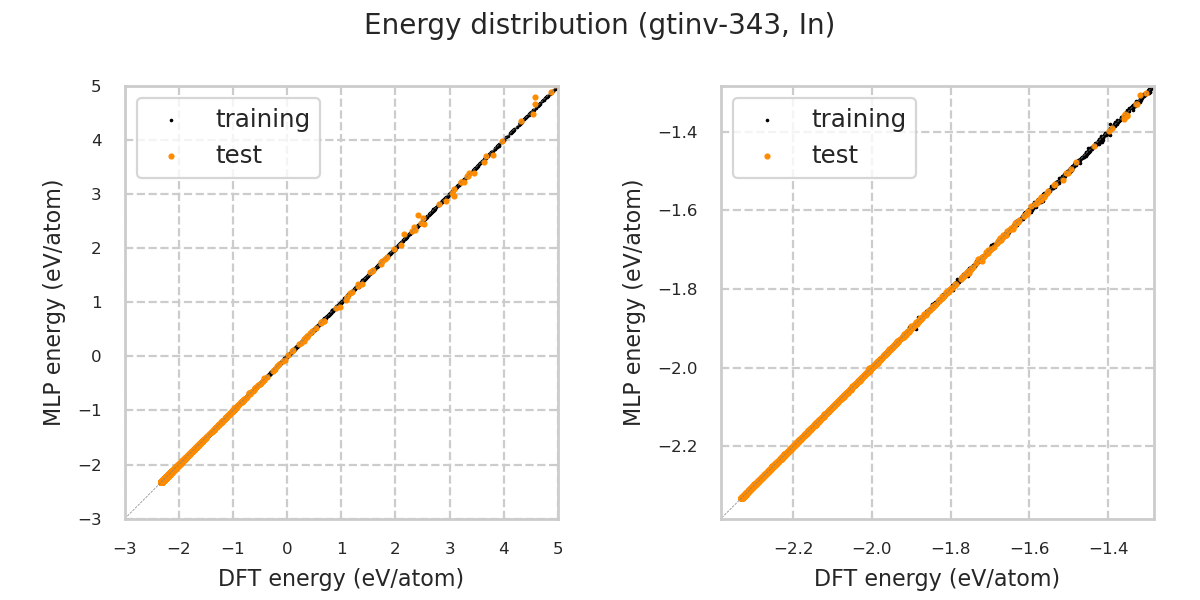 Energy distribution (gtinv-343, In)
5
4
3
2
1
0
−1
−2
−3
MLP energy (eV/atom)
training
test
−3 −2 −1 0 1 2 3 4 5
DFT energy (eV/atom)
−1.4
−1.6
−1.8
−2.0
−2.2
MLP energy (eV/atom)
training
test
−2.2 −2.0 −1.8 −1.6 −1.4
DFT energy (eV/atom)